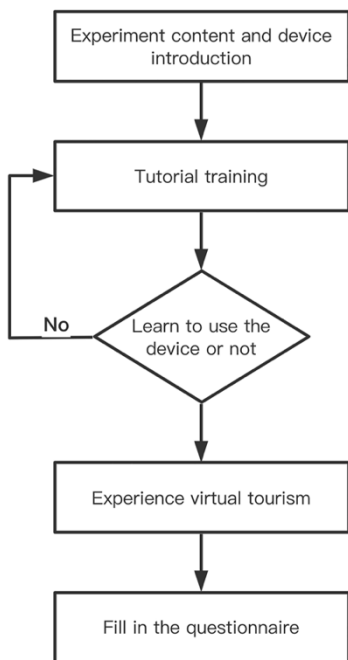 Experiment content and device
introduction
Tutorial training
No
Learn to use the
device or not
Experience virtual tourism
Fill in the questionnaire